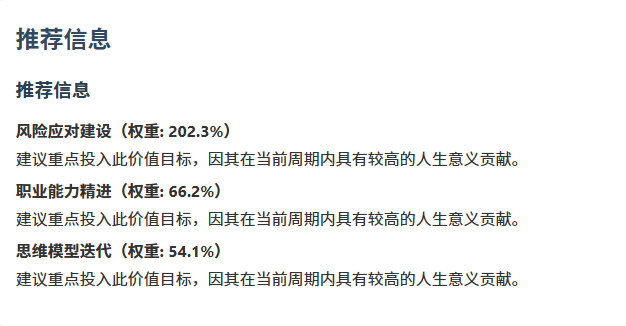 推荐信息
推荐信息
风险应对建设（权重: 202.3%）
建议重点投入此价值目标，因其在当前周期内具有较高的人生意义贡献。
职业能力精进（权重: 66.2%）
建议重点投入此价值目标，因其在当前周期内具有较高的人生意义贡献。
思维模型迭代（权重: 54.1%）
建议重点投入此价值目标，因其在当前周期内具有较高的人生意义贡献。